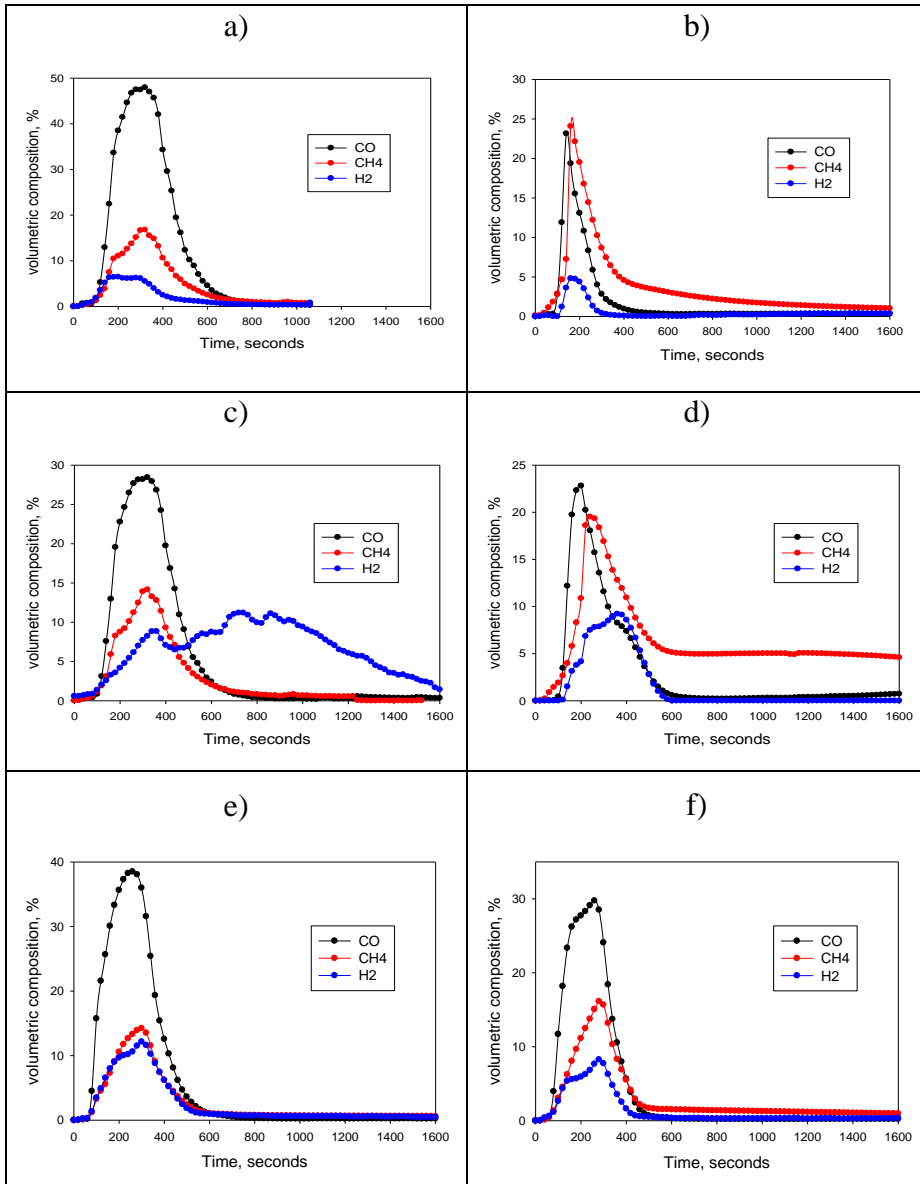 a)
volumetric composition, %
50
40
30
20
10
0
CO
CH4
H2
0 200 400 600 800 1000 1200 1400 1600
Time, seconds
b)
volumetric composition, %
30
25
20
15
10
5
0
CO
CH4
H2
0 200 400 600 800 1000 1200 1400 1600
Time, seconds
c)
volumetric composition, %
30
25
20
15
10
5
0
CO
CH4
H2
0 200 400 600 800 1000 1200 1400 1600
Time, seconds
d)
volumetric composition, %
25
20
15
10
5
0
CO
CH4
H2
0 200 400 600 800 1000 1200 1400 1600
Time, seconds
e)
volumetric composition, %
40
30
20
10
0
CO
CH4
H2
0 200 400 600 800 1000 1200 1400 1600
Time, seconds
f)
volumetric composition, %
30
20
10
0
CO
CH4
H2
0 200 400 600 800 1000 1200 1400 1600
Time, seconds